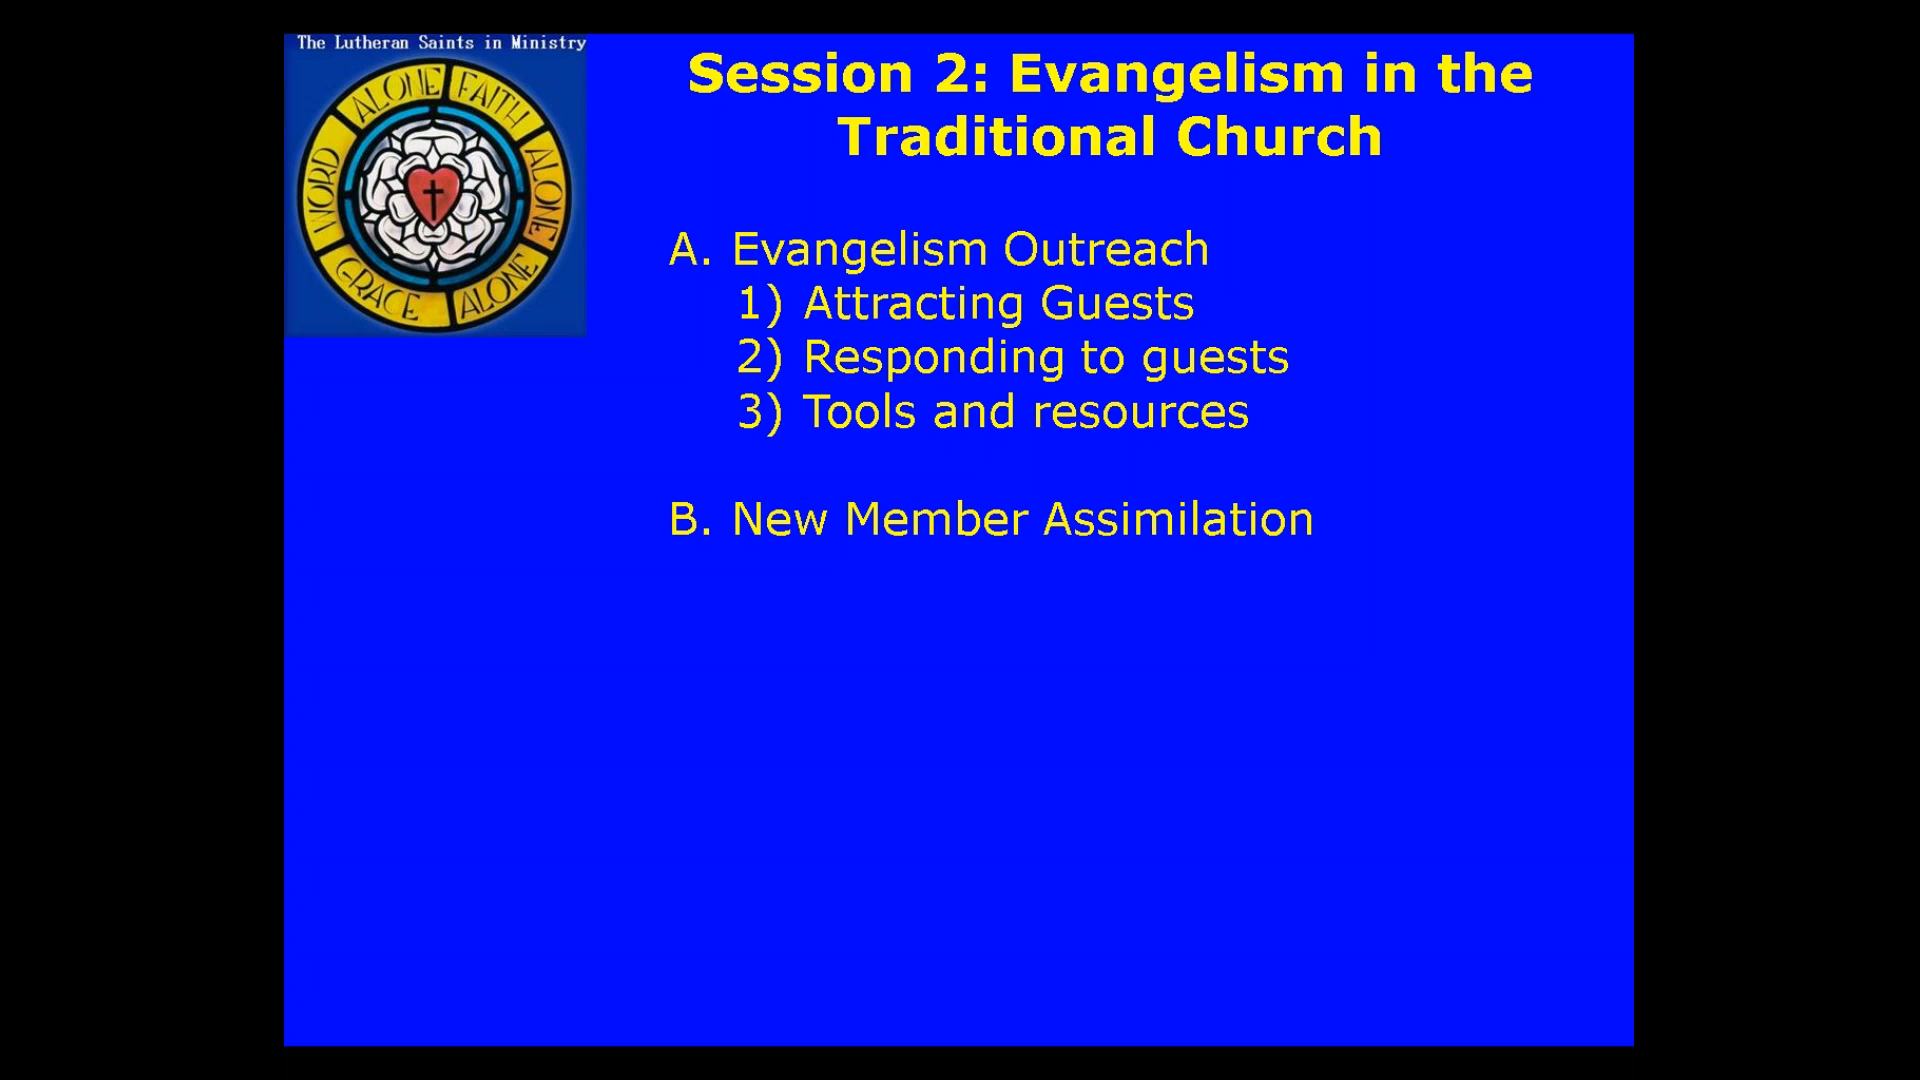 The Lutheran Saints in Ministry
WORD ALONE FAITH ALONE
GRACE ALONE
Session 2: Evangelism in the
Traditional Church
A. Evangelism Outreach
1) Attracting Guests
2) Responding to guests
3) Tools and resources
B. New Member Assimilation